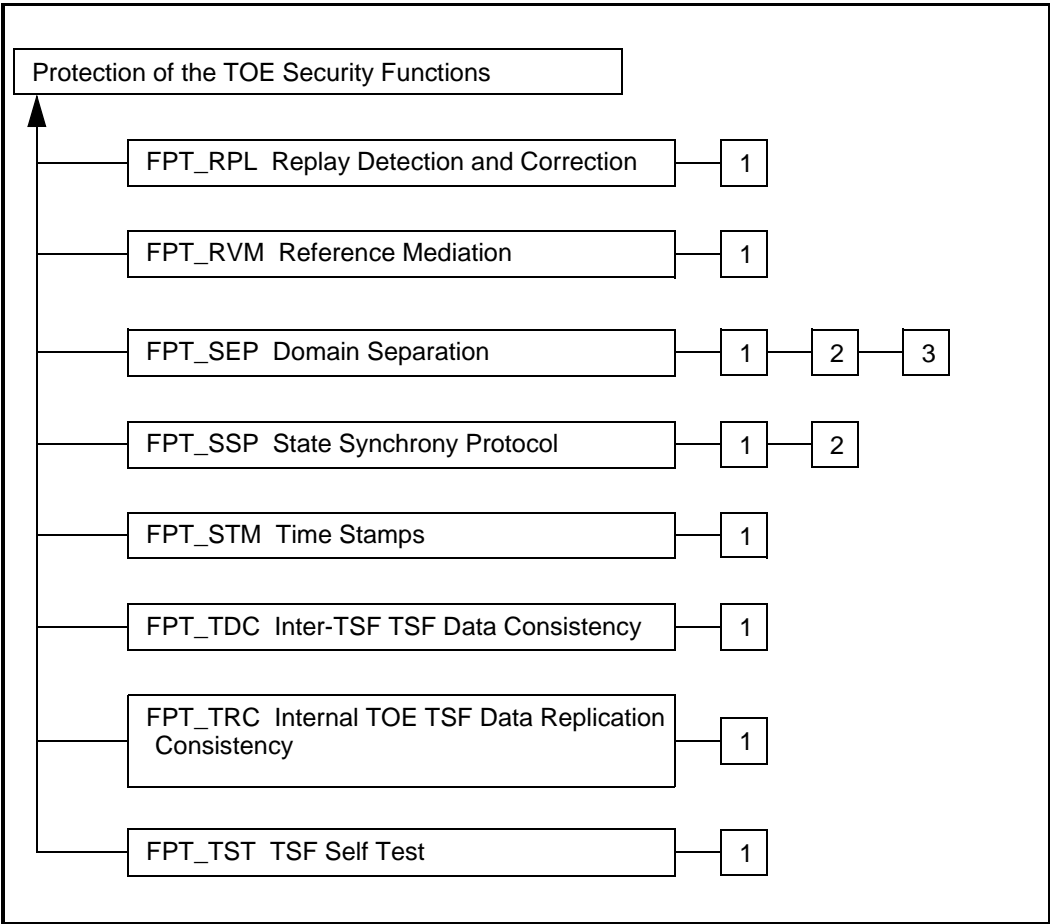 Protection of the TOE Security Functions
FPT_RPL Replay Detection and Correction 1
FPT_RVM Reference Mediation 1
FPT_SEP Domain Separation 1 2 3
FPT_SSP State Synchrony Protocol 1 2
FPT_STM Time Stamps 1
FPT_TDC Inter-TSF TSF Data Consistency 1
FPT_TRC Internal TOE TSF Data Replication
Consistency 1
FPT_TST TSF Self Test 1